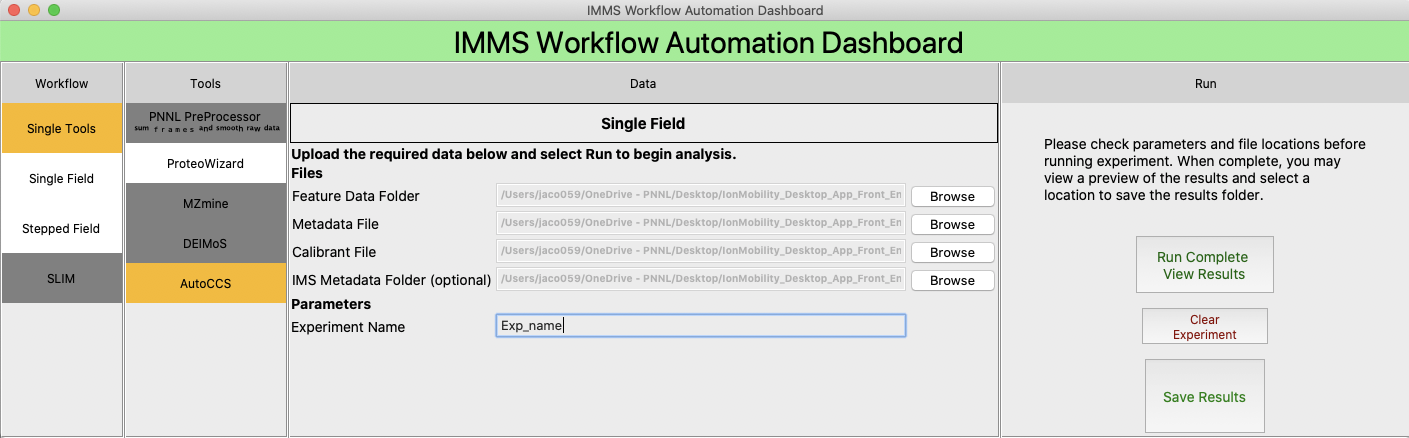 IMMS Workflow Automation Dashboard
IMMS Workflow Automation Dashboard
Workflow
Single Tools
Single Field
Stepped Field
SLIM
Tools
PNNL PreProcessor
sum frames and smooth raw data
ProteoWizard
MZmine
DEIMoS
AutoCCS
Data
Single Field
Upload the required data below and select Run to begin analysis.
Files
Feature Data Folder /Users/jaco059/OneDrive - PNNL/Desktop/IonMobility_Desktop_App_Front_En Browse
Metadata File /Users/jaco059/OneDrive - PNNL/Desktop/IonMobility_Desktop_App_Front_En Browse
Calibrant File /Users/jaco059/OneDrive - PNNL/Desktop/IonMobility_Desktop_App_Front_En Browse
IMS Metadata Folder (optional) /Users/jaco059/OneDrive - PNNL/Desktop/IonMobility_Desktop_App_Front_En Browse
Parameters
Experiment Name Exp_name
Run
Please check parameters and file locations before
running experiment. When complete, you may
view a preview of the results and select a
location to save the results folder.
Run Complete
View Results
Clear
Experiment
Save Results